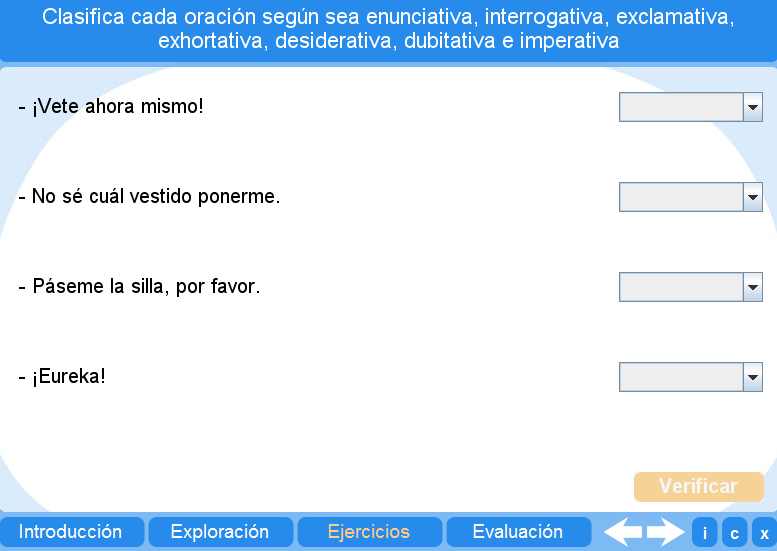 Clasifica cada oración según sea enunciativa, interrogativa, exclamativa,
exhortativa, desiderativa, dubitativa e imperativa
- ¡Vete ahora mismo!
- No sé cuál vestido ponerme.
- Páseme la silla, por favor.
- ¡Eureka!
Verificar
Introducción Exploración Ejercicios Evaluación i c x